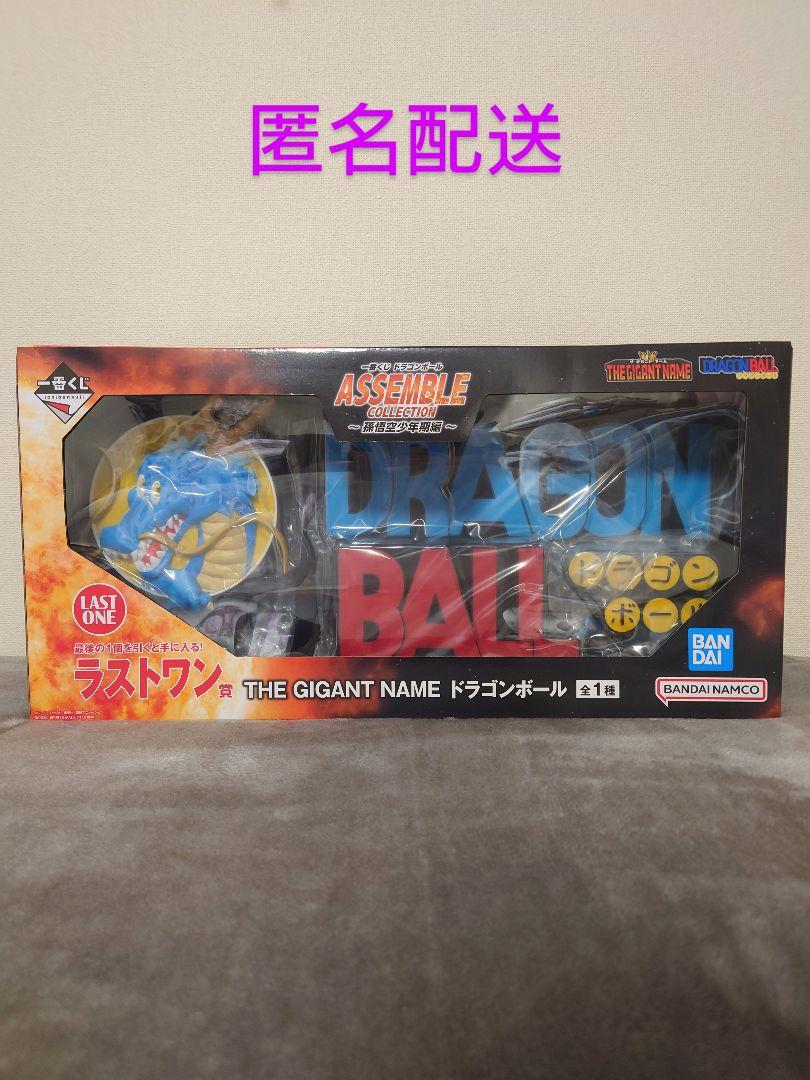 匿名配送
一番くじ
ichibankuji
一番くじ ドラゴンボール
ASSEMBLE
COLLECTION
~ 孫悟空少年期編 ~
THE GIGANT NAME
DRAGONBALL
DRAGON
BALL
ドラゴン
ボール
LAST
ONE
最後の1個を引くと手に入る!
ラストワン賞
THE GIGANT NAME ドラゴンボール 全1種
BAN
DAI
BANDAI NAMCO